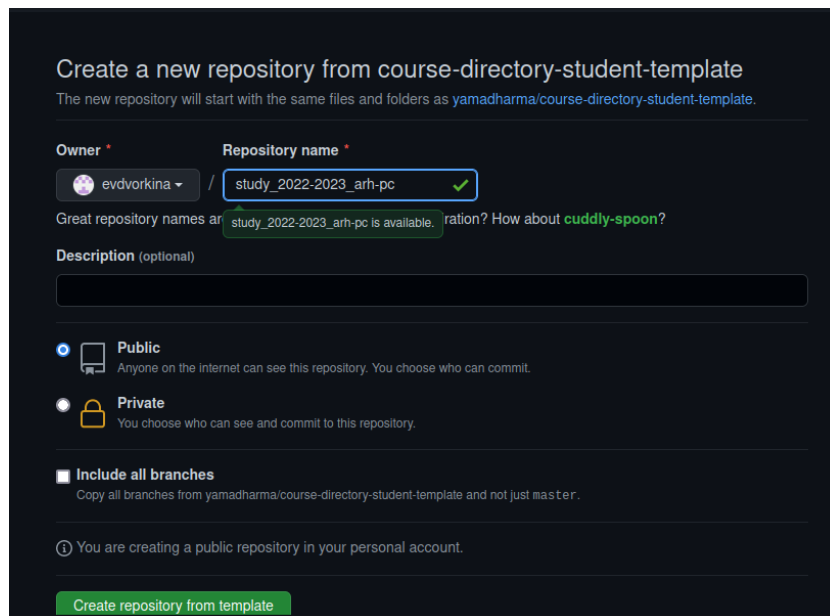 Create a new repository from course-directory-student-template
The new repository will start with the same files and folders as yamadharma/course-directory-student-template.
Owner * Repository name *
evdvorkina / study_2022-2023_arh-pc
Great repository names ar ration? How about cuddly-spoon?
study_2022-2023_arh-pc is available.
Description (optional)
Public
Anyone on the internet can see this repository. You choose who can commit.
Private
You choose who can see and commit to this repository.
Include all branches
Copy all branches from yamadharma/course-directory-student-template and not just master.
You are creating a public repository in your personal account.
Create repository from template